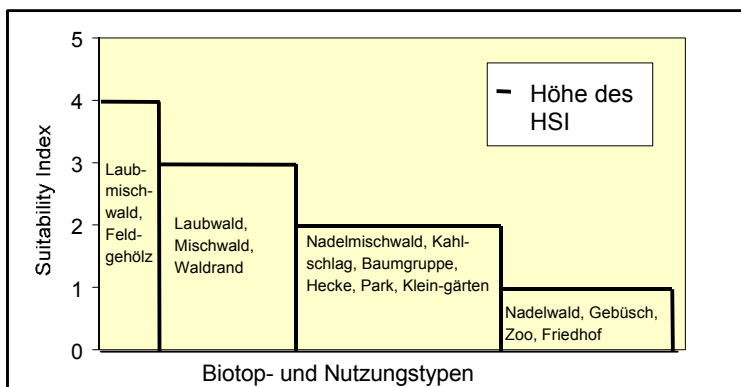 5
4
3
2
1
0
Suitability Index
Höhe des
HSI
Laub-
misch-
wald,
Feld-
gehölz
Laubwald,
Mischwald,
Waldrand
Nadelmischwald, Kahl-
schlag, Baumgruppe,
Hecke, Park, Klein-gärten
Nadelwald, Gebüsch,
Zoo, Friedhof
Biotop- und Nutzungstypen